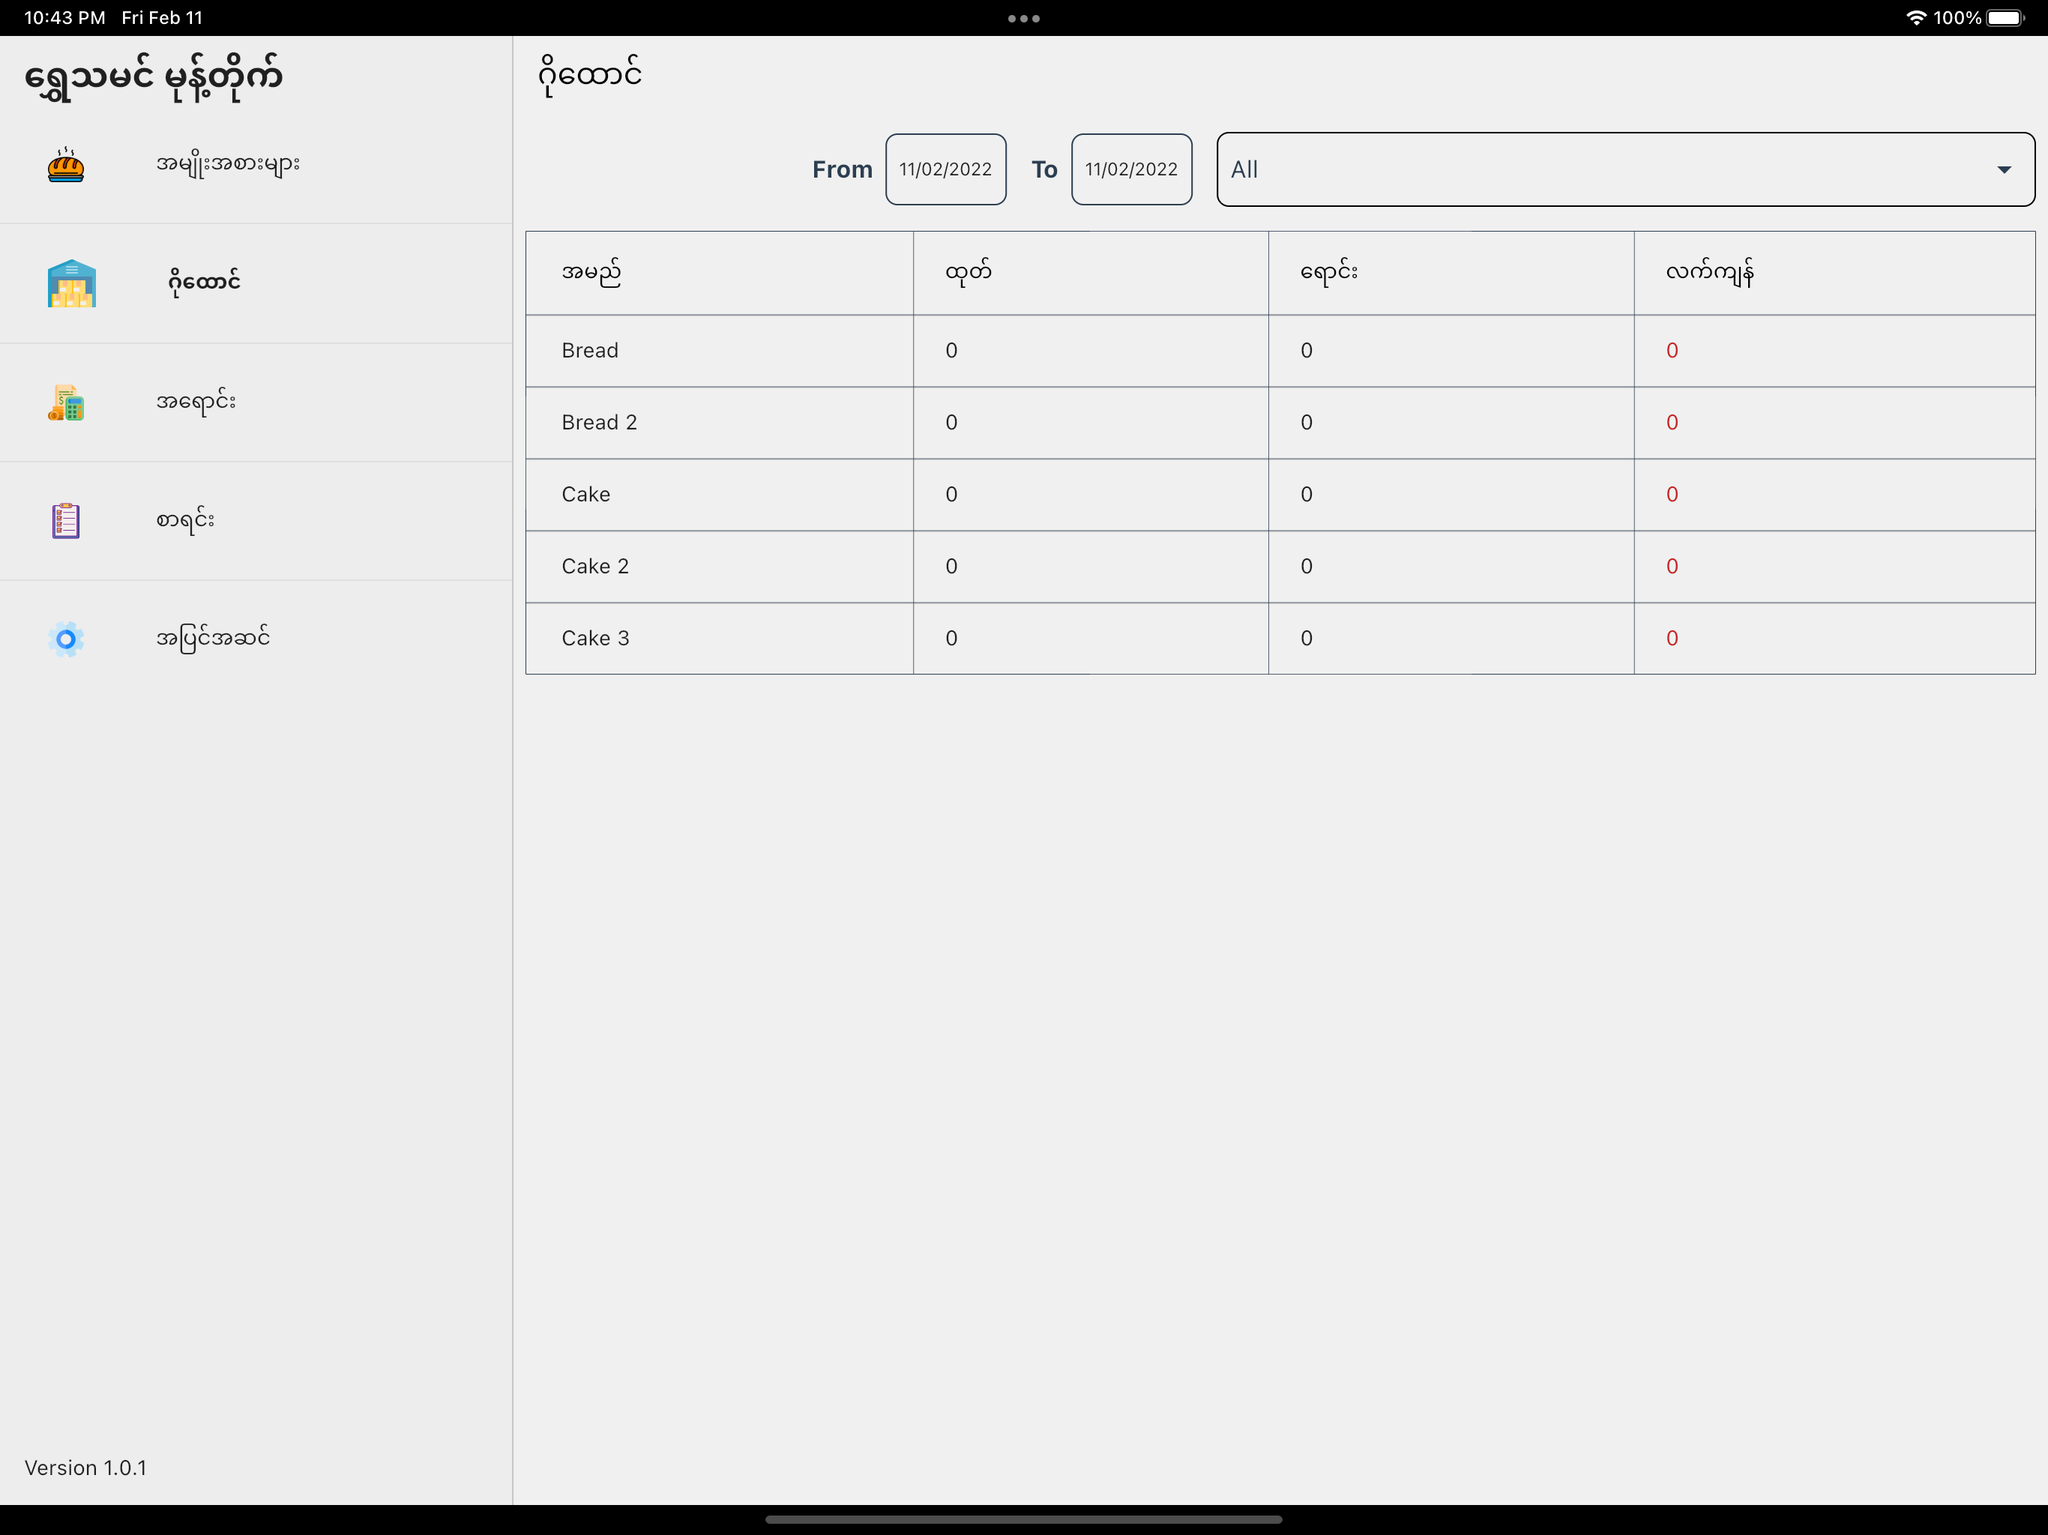 10:43 PM Fri Feb 11
100%
ရွှေသမင် မုန့်တိုက်
အမျိုးအစားများ
ဂိုထောင်
အရောင်း
စာရင်း
အပြင်အဆင်
Version 1.0.1
ဂိုထောင်
From 11/02/2022 To 11/02/2022 All
အမည် ထုတ် ရောင်း လက်ကျန်
Bread 0 0 0
Bread 2 0 0 0
Cake 0 0 0
Cake 2 0 0 0
Cake 3 0 0 0